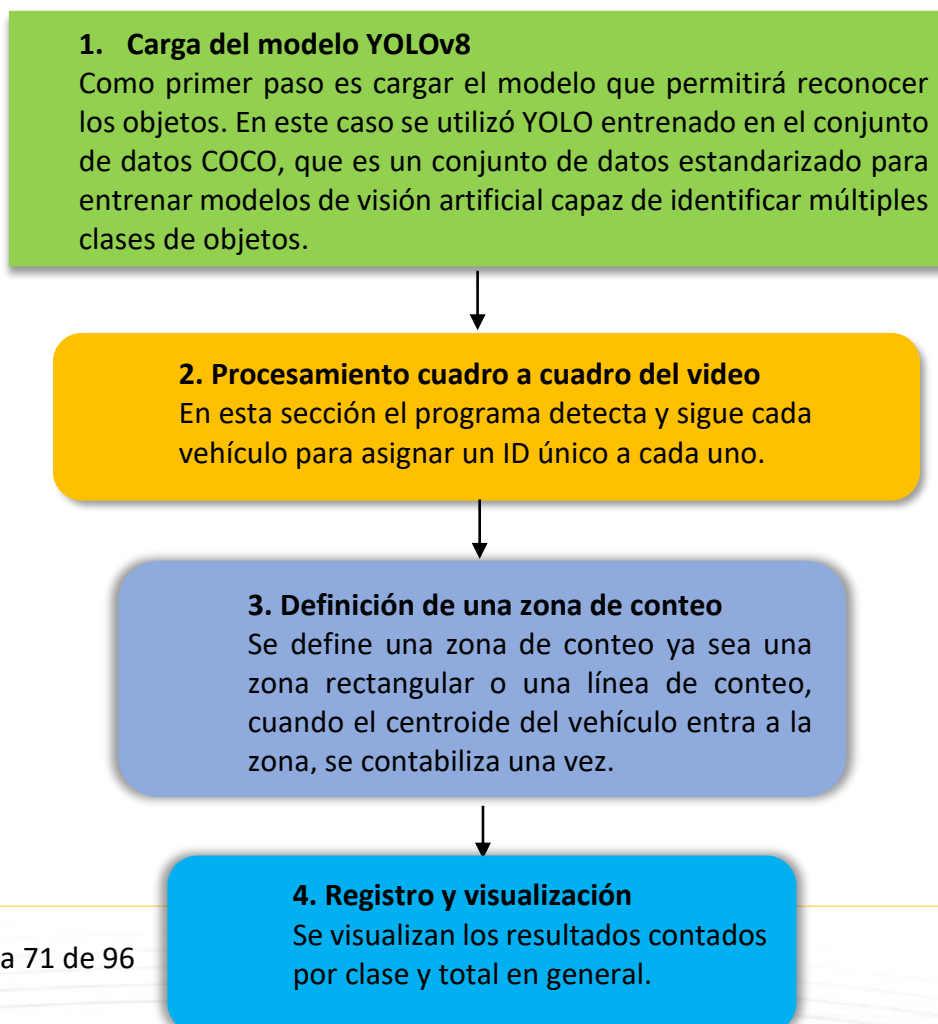 1. Carga del modelo YOLOv8
Como primer paso es cargar el modelo que permitirá reconocer
los objetos. En este caso se utilizó YOLO entrenado en el conjunto
de datos COCO, que es un conjunto de datos estandarizado para
entrenar modelos de visión artificial capaz de identificar múltiples
clases de objetos.
2. Procesamiento cuadro a cuadro del video
En esta sección el programa detecta y sigue cada
vehículo para asignar un ID único a cada uno.
3. Definición de una zona de conteo
Se define una zona de conteo ya sea una
zona rectangular o una línea de conteo,
cuando el centroide del vehículo entra a la
zona, se contabiliza una vez.
4. Registro y visualización
Se visualizan los resultados contados
por clase y total en general.
a 71 de 96